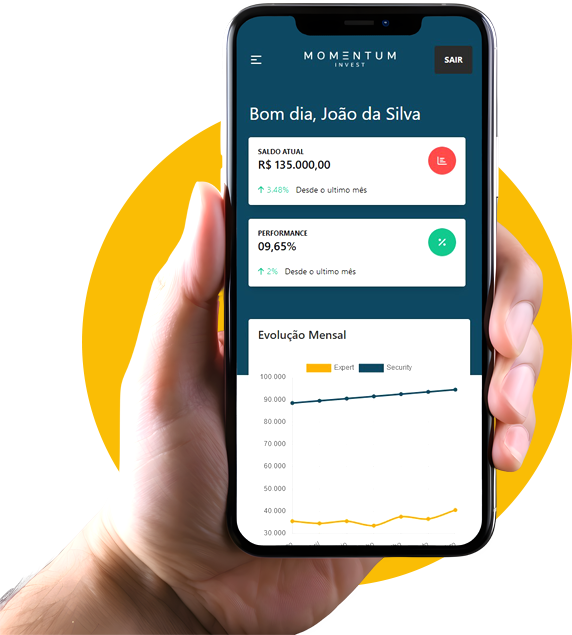 MOMENTUM
INVEST
SAIR
Bom dia, João da Silva
SALDO ATUAL
R$ 135.000,00
3.48% Desde o ultimo mês
PERFORMANCE
09,65%
2% Desde o ultimo mês
Evolução Mensal
Expert Security
100 000
90 000
80 000
70 000
60 000
50 000
40 000
30 000